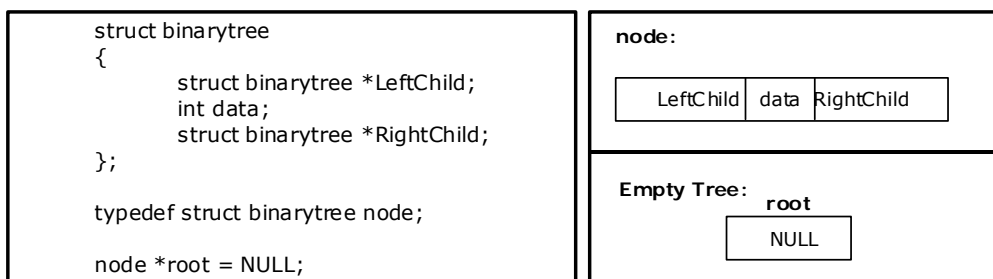 struct binarytree
{
struct binarytree *LeftChild;
int data;
struct binarytree *RightChild;
};
typedef struct binarytree node;
node *root = NULL;
node:
LeftChild data RightChild
Empty Tree:
root
NULL